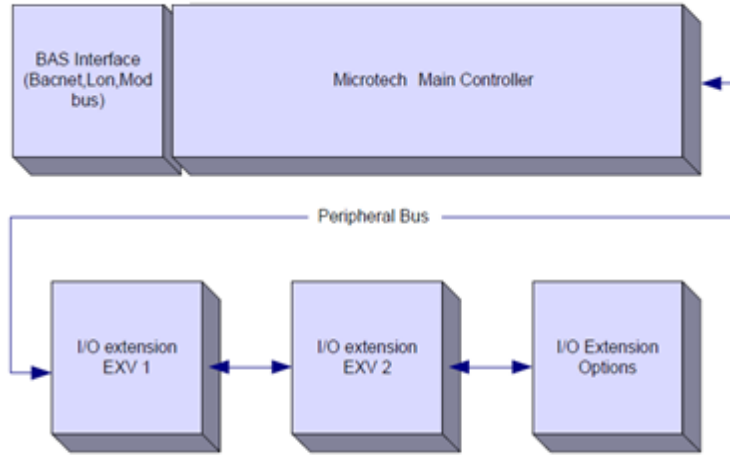 BAS Interface
(Bacnet,Lon,Mod
bus)
Microtech Main Controller
Peripheral Bus
I/O extension
EXV 1
I/O extension
EXV 2
I/O Extension
Options